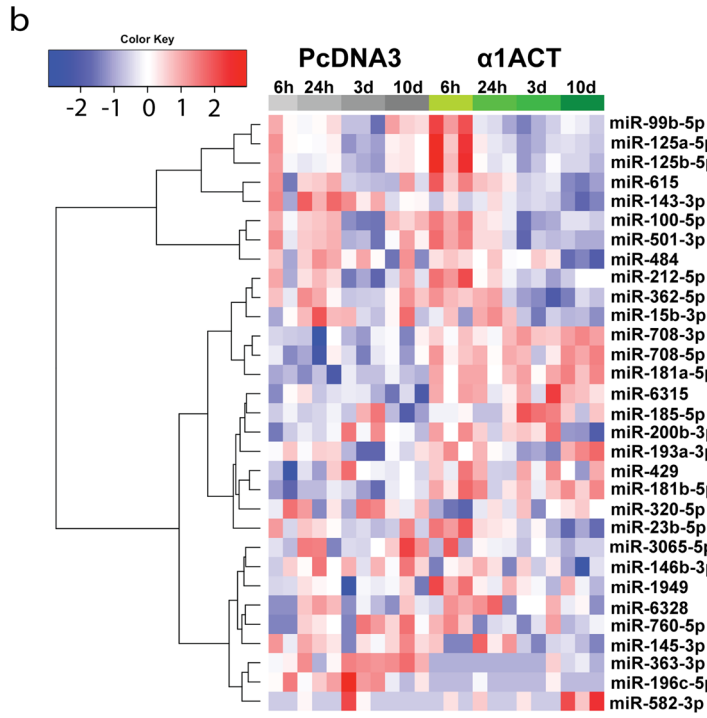 b
Color Key
-2 -1 0 1 2
PcDNA3 α1ACT
6h 24h 3d 10d 6h 24h 3d 10d
miR-99b-5p
miR-125a-5p
miR-125b-5p
miR-615
miR-143-3p
miR-100-5p
miR-501-3p
miR-484
miR-212-5p
miR-362-5p
miR-15b-3p
miR-708-3p
miR-708-5p
miR-181a-5p
miR-6315
miR-185-5p
miR-200b-3p
miR-193a-3p
miR-429
miR-181b-5p
miR-320-5p
miR-23b-5p
miR-3065-5p
miR-146b-3p
miR-1949
miR-6328
miR-760-5p
miR-145-3p
miR-363-3p
miR-196c-5p
miR-582-3p